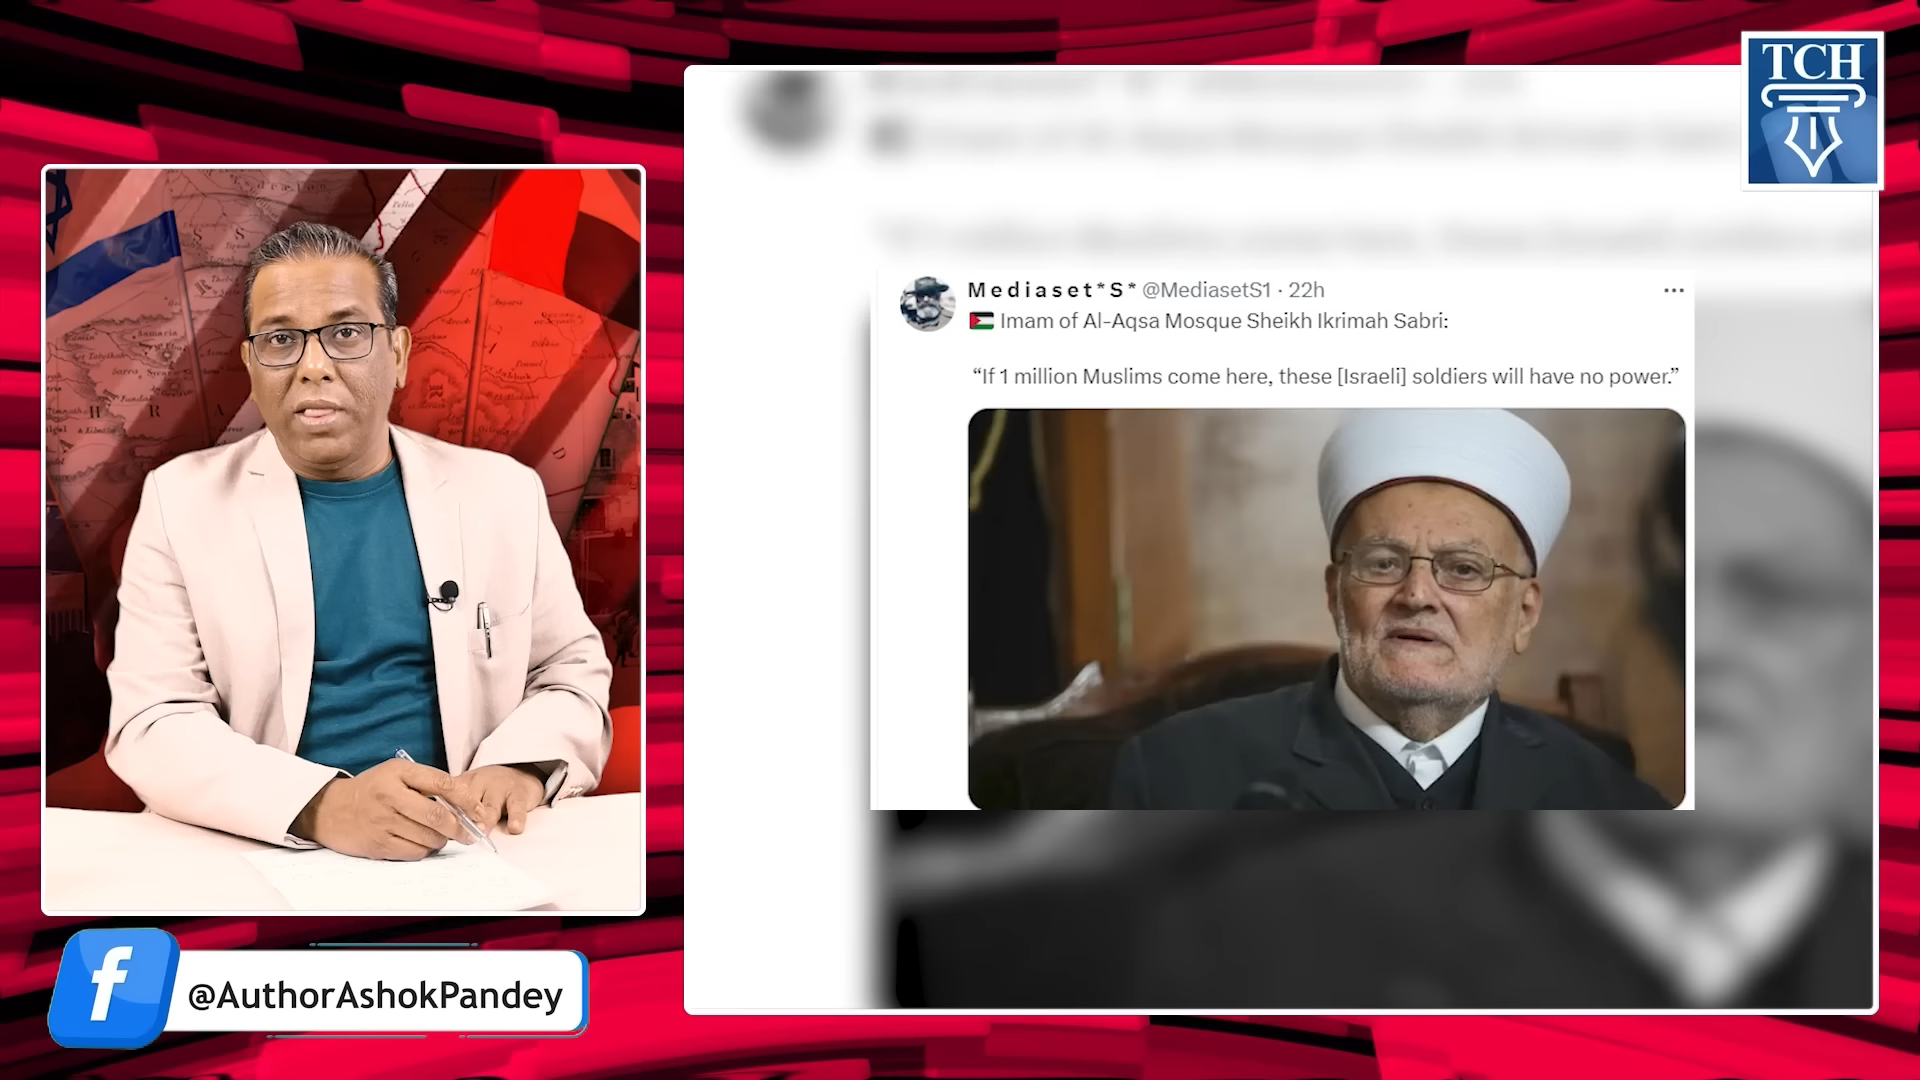 TCH
Mediaset*S* @MediasetS1 · 22h
Imam of Al-Aqsa Mosque Sheikh Ikrimah Sabri:
“If 1 million Muslims come here, these [Israeli] soldiers will have no power.”
f
@AuthorAshokPandey